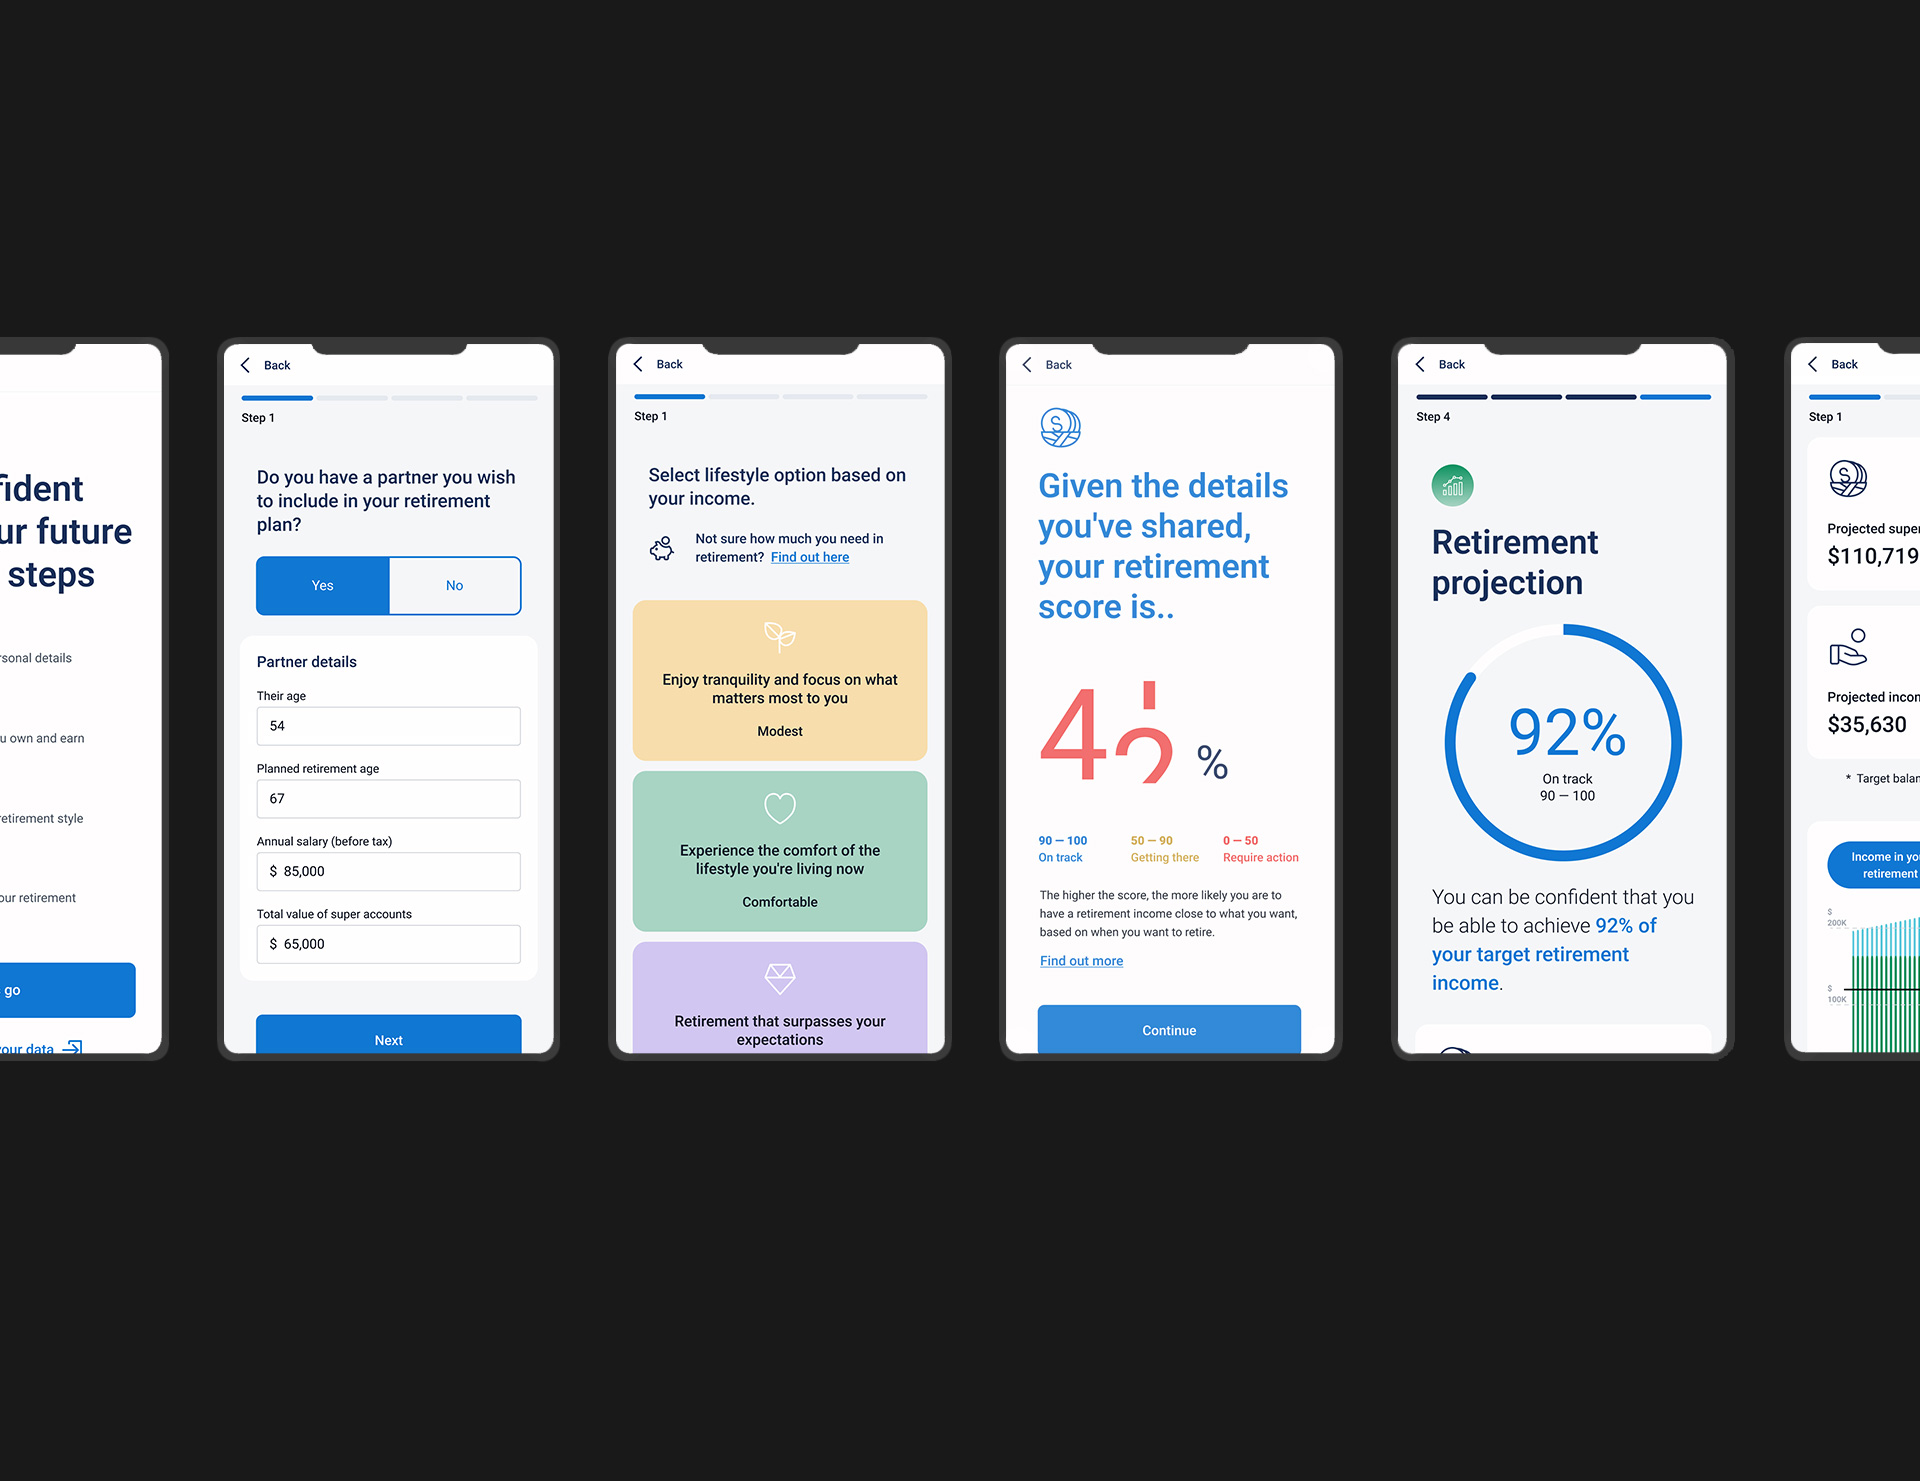 fident
ur future
steps
rsonal details
u own and earn
retirement style
our retirement
go
our data
Back
Step 1
Do you have a partner you wish
to include in your retirement
plan?
Yes
No
Partner details
Their age
54
Planned retirement age
67
Annual salary (before tax)
$ 85,000
Total value of super accounts
$ 65,000
Next
Back
Step 1
Select lifestyle option based on
your income.
Not sure how much you need in
retirement? Find out here
Enjoy tranquility and focus on what
matters most to you
Modest
Experience the comfort of the
lifestyle you're living now
Comfortable
Retirement that surpasses your
expectations
Back
Given the details
you've shared,
your retirement
score is..
4 %
90 — 100
On track
50 — 90
Getting there
0 — 50
Require action
The higher the score, the more likely you are to
have a retirement income close to what you want,
based on when you want to retire.
Find out more
Continue
Back
Step 4
Retirement
projection
92%
On track
90 — 100
You can be confident that you
be able to achieve 92% of
your target retirement
income.
Back
Step 1
Projected super
$110,719
Projected incom
$35,630
* Target balan
Income in yo
retirement
$
200K
$
100K